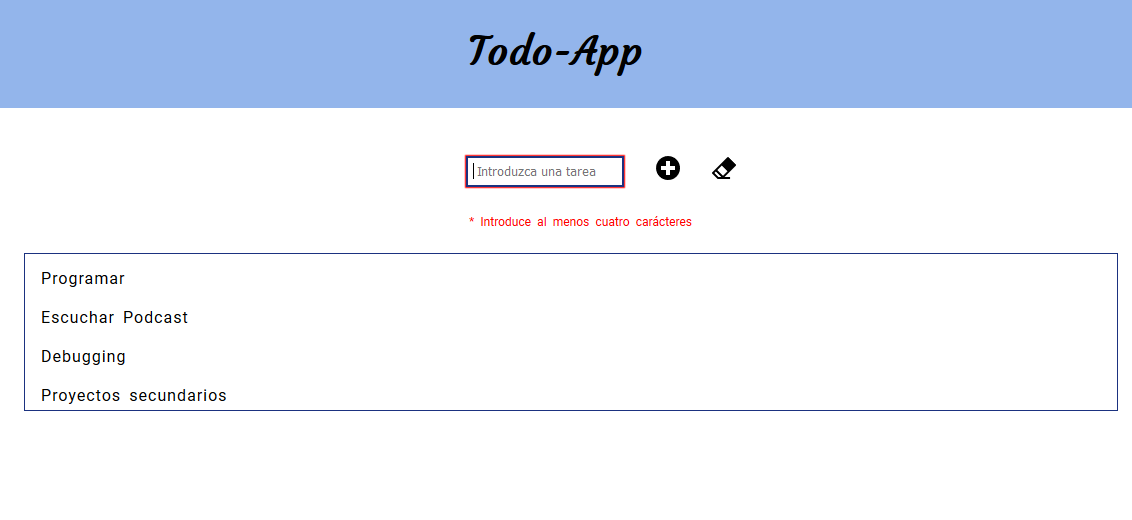 Todo-App
Introduzca una tarea
* Introduce al menos cuatro carácteres
Programar
Escuchar Podcast
Debugging
Proyectos secundarios